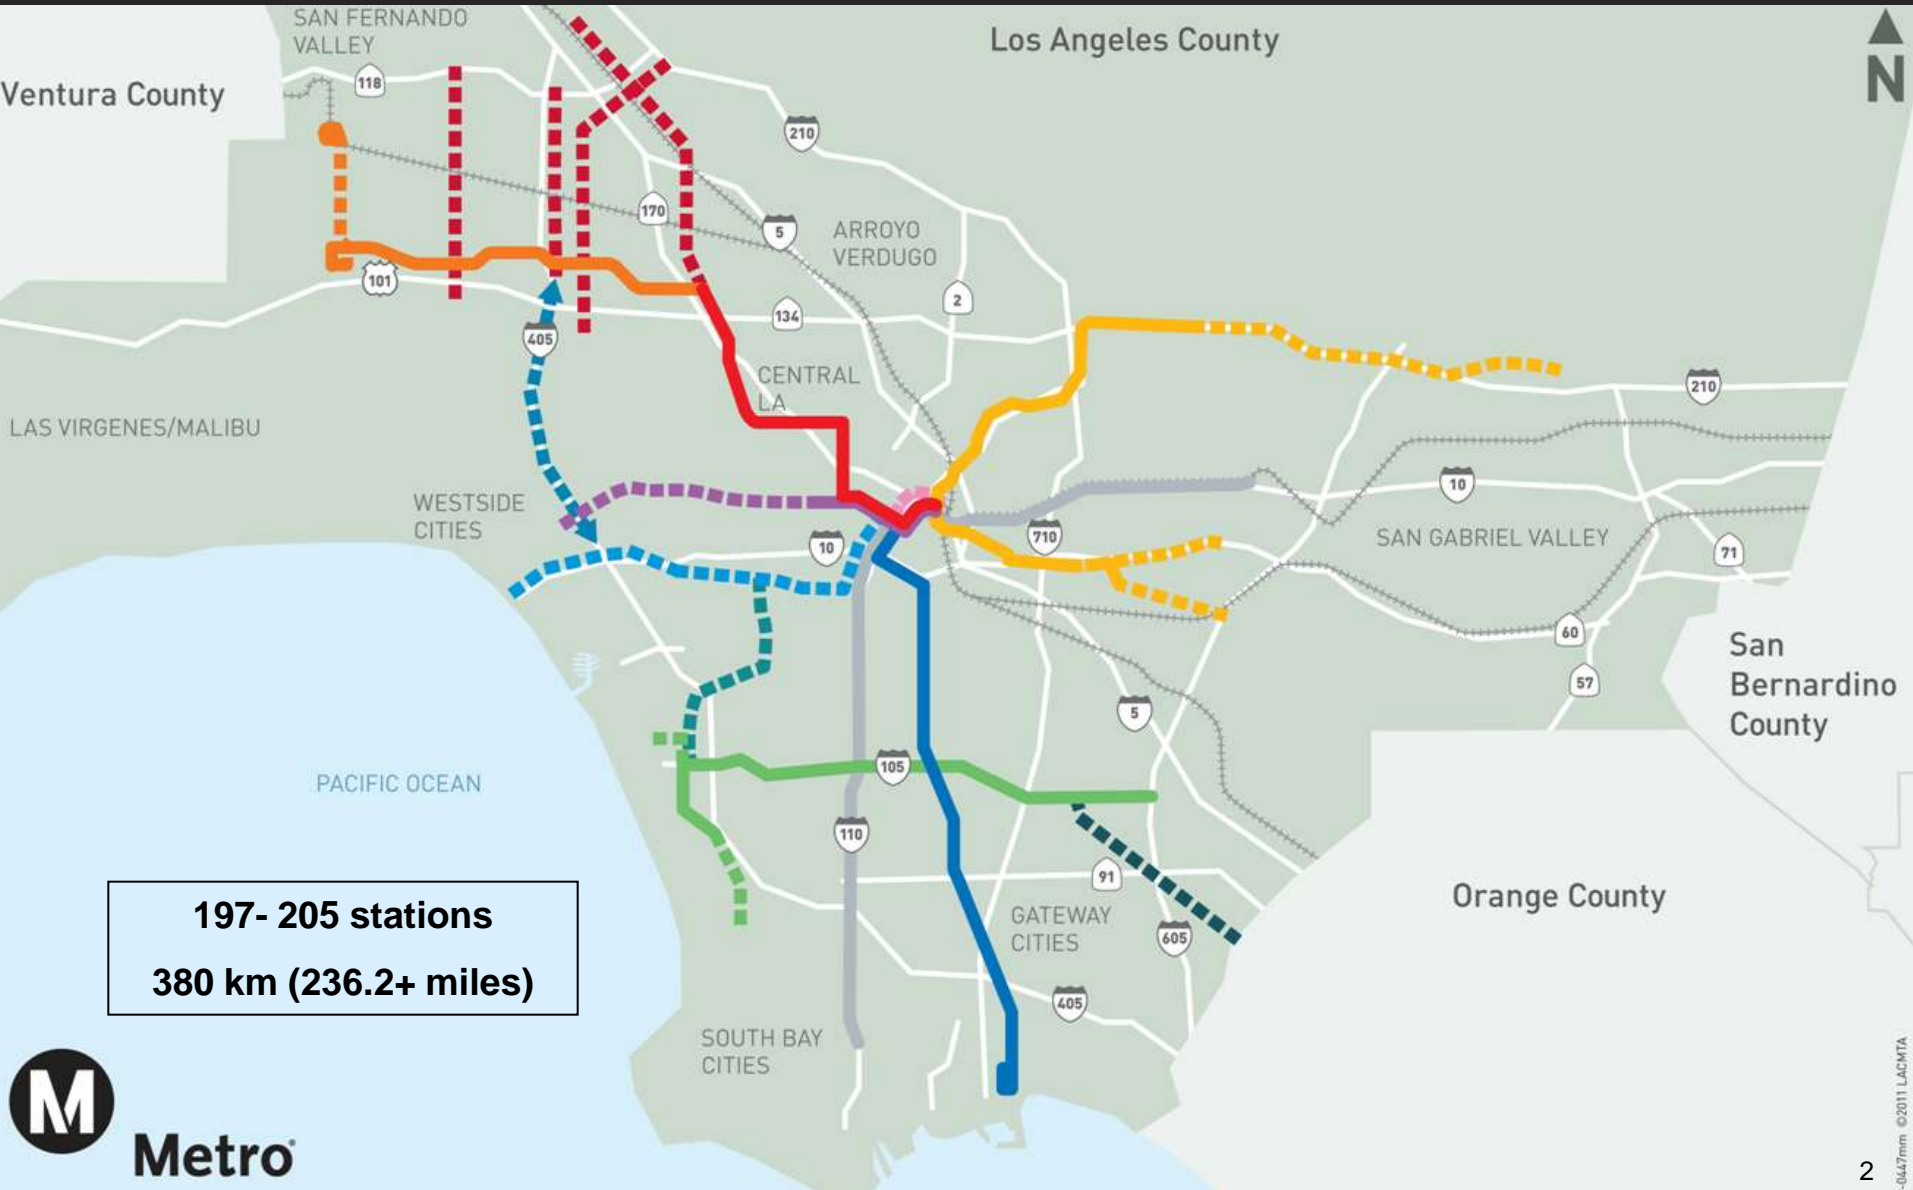 SAN FERNANDO
VALLEY
Los Angeles County
N
Ventura County
118
210
170
5
ARROYO
VERDUGO
101
2
134
405
CENTRAL
LA
210
LAS VIRGENES/MALIBU
WESTSIDE
CITIES
10
10
710
SAN GABRIEL VALLEY
71
60
San
Bernardino
County
57
5
PACIFIC OCEAN
105
110
91
Orange County
GATEWAY
CITIES
605
197- 205 stations
380 km (236.2+ miles)
405
SOUTH BAY
CITIES
M
Metro
2
-0447mm ©2011 LACMTA